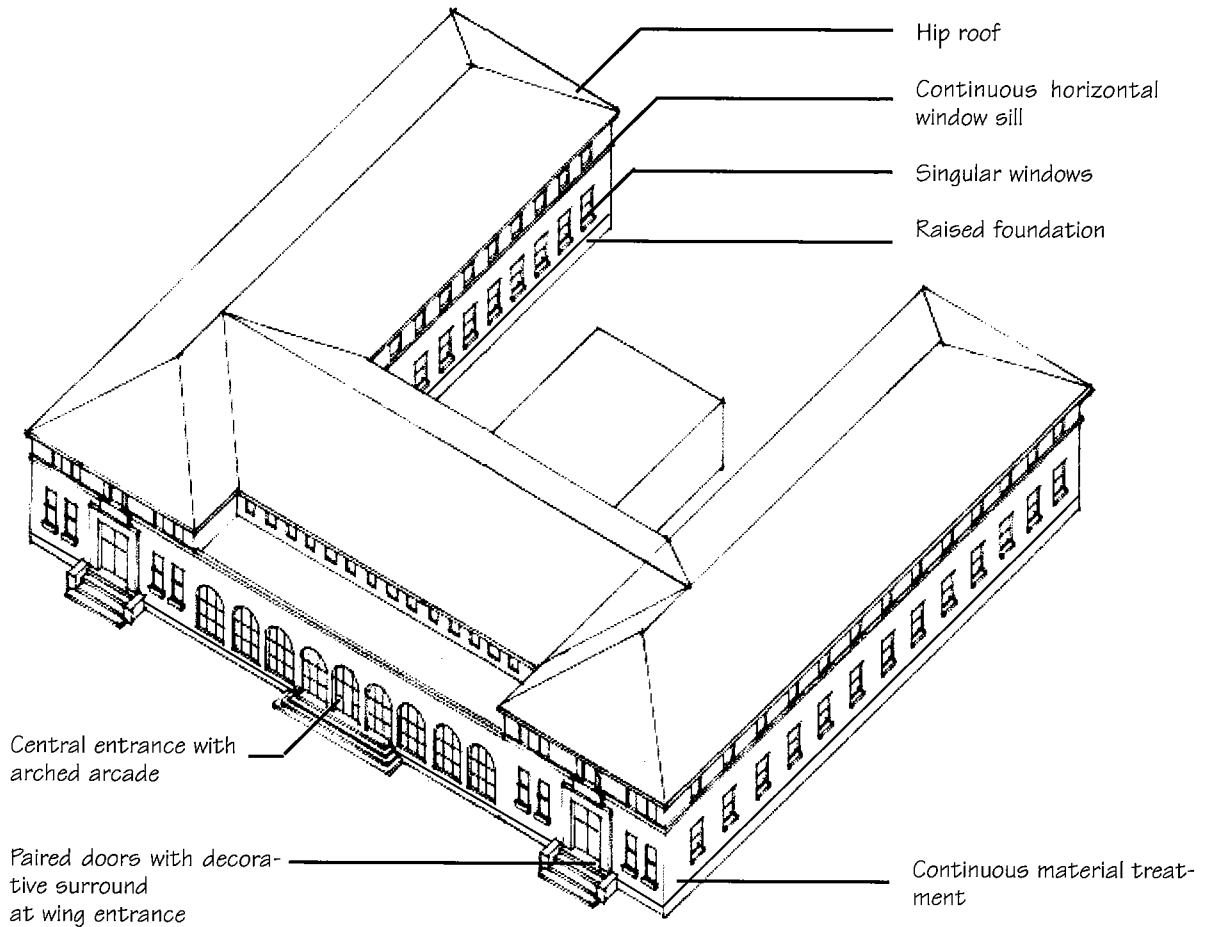 Hip roof
Continuous horizontal
window sill
Singular windows
Raised foundation
Central entrance with
arched arcade
Paired doors with decora-
tive surround
at wing entrance
Continuous material treat-
ment